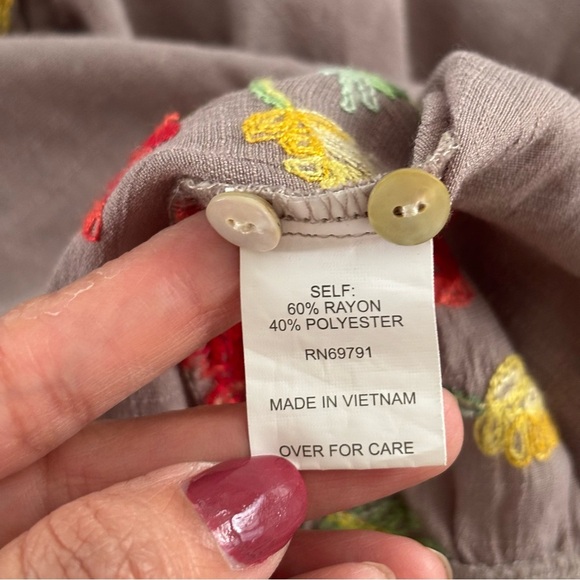 SELF:
60% RAYON
40% POLYESTER
RN69791
MADE IN VIETNAM
OVER FOR CARE